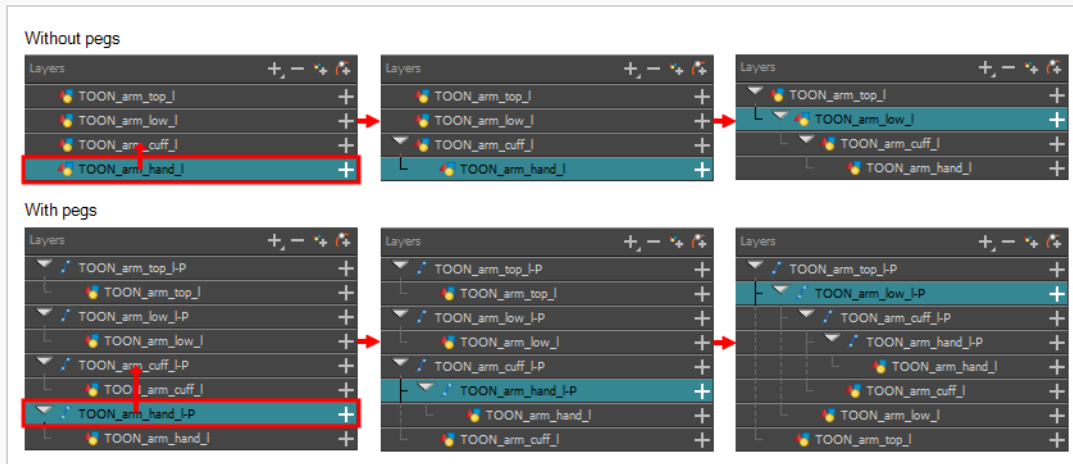 Without pegs
Layers
TOON_arm_top_l
TOON_arm_low_l
TOON_arm_cuff_l
TOON_arm_hand_l
Layers
TOON_arm_top_l
TOON_arm_low_l
TOON_arm_cuff_l
TOON_arm_hand_l
Layers
TOON_arm_top_l
TOON_arm_low_l
TOON_arm_cuff_l
TOON_arm_hand_l
With pegs
Layers
TOON_arm_top_l-P
TOON_arm_top_l
TOON_arm_low_l-P
TOON_arm_low_l
TOON_arm_cuff_l-P
TOON_arm_cuff_l
TOON_arm_hand_l-P
TOON_arm_hand_l
Layers
TOON_arm_top_l-P
TOON_arm_top_l
TOON_arm_low_l-P
TOON_arm_low_l
TOON_arm_cuff_l-P
TOON_arm_hand_l-P
TOON_arm_hand_l
TOON_arm_cuff_l
Layers
TOON_arm_top_l-P
TOON_arm_low_l-P
TOON_arm_cuff_l-P
TOON_arm_hand_l-P
TOON_arm_hand_l
TOON_arm_cuff_l
TOON_arm_low_l
TOON_arm_top_l